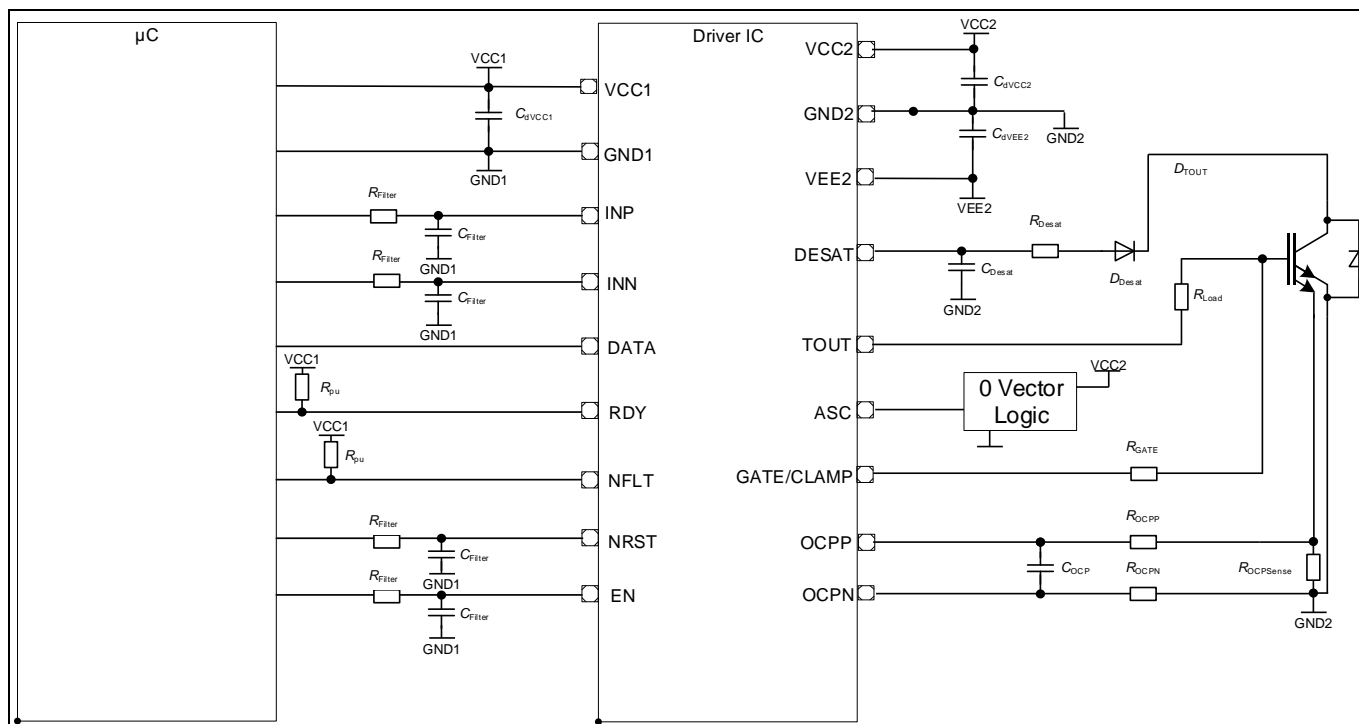 µC
Driver IC
VCC1
CdVCC1
GND1
VCC1
GND1
RFilter
CFilter
GND1
INP
RFilter
CFilter
GND1
INN
DATA
VCC1
Rpu
RDY
VCC1
Rpu
NFLT
RFilter
CFilter
GND1
NRST
RFilter
CFilter
GND1
EN
VCC2
VCC2
CdVCC2
GND2
CdVEE2
GND2
VEE2
VEE2
DTOUT
DESAT
RDesat
CDesat
DDesat
GND2
RLoad
TOUT
VCC2
ASC
0 Vector
Logic
RGATE
GATE/CLAMP
ROCPP
OCPP
COCP
ROCPN
ROCPSense
OCPN
GND2